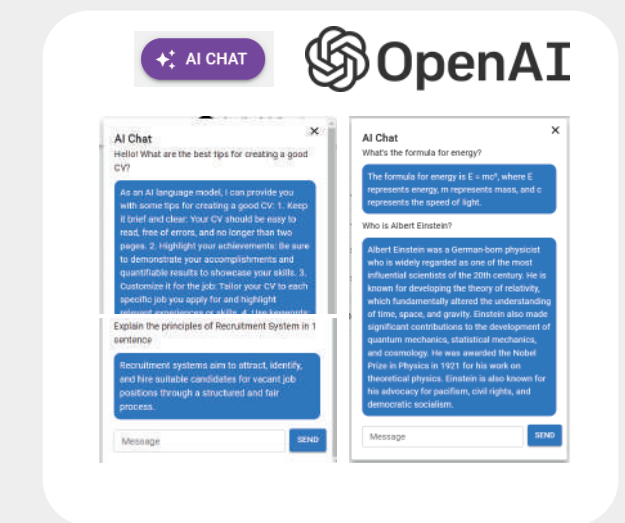 AI CHAT
OpenAI
AI Chat
Hello! What are the best tips for creating a good
CV?
As an AI language model, I can provide you
with some tips for creating a good CV: 1. Keep
it brief and clear: Your CV should be easy to
read, free of errors, and no longer than two
pages. 2. Highlight your achievements: Be sure
to demonstrate your accomplishments and
quantifiable results to showcase your skills. 3.
Customize it for the job: Tailor your CV to each
specific job you apply for and highlight
relevant experiences or skills. 4. Use keywords:
Explain the principles of Recruitment System in 1
sentence
Recruitment systems aim to attract, identify,
and hire suitable candidates for vacant job
positions through a structured and fair
process.
Message
SEND
AI Chat
What's the formula for energy?
The formula for energy is E = mc², where E
represents energy, m represents mass, and c
represents the speed of light.
Who is Albert Einstein?
Albert Einstein was a German-born physicist
who is widely regarded as one of the most
influential scientists of the 20th century. He is
known for developing the theory of relativity,
which fundamentally altered the understanding
of time, space, and gravity. Einstein also made
significant contributions to the development of
quantum mechanics, statistical mechanics,
and cosmology. He was awarded the Nobel
Prize in Physics in 1921 for his work on
theoretical physics. Einstein is also known for
his advocacy for pacifism, civil rights, and
democratic socialism.
Message
SEND